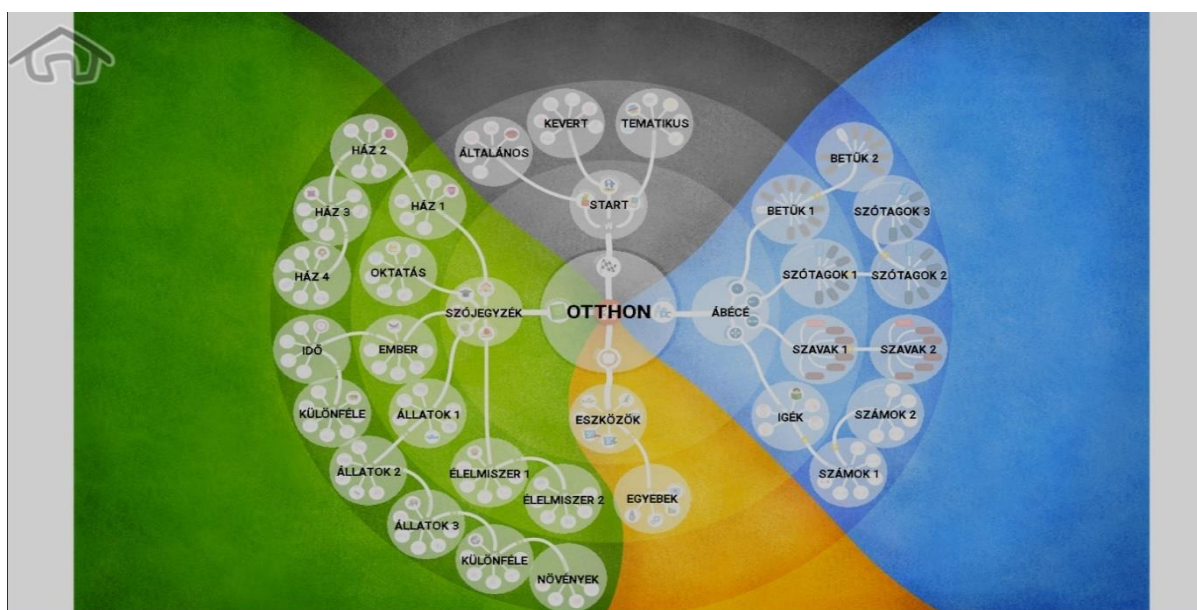 KEVERT
TEMATIKUS
ÁLTALÁNOS
START
HÁZ 2
HÁZ 1
HÁZ 3
HÁZ 4
OKTATÁS
SZÓJEGYZÉK
IDŐ
EMBER
KÜLÖNFÉLE
ÁLLATOK 1
ÁLLATOK 2
ÁLLATOK 3
ÉLELMISZER 1
ÉLELMISZER 2
KÜLÖNFÉLE
NÖVÉNYEK
OTTHON
ESZKÖZÖK
EGYEBEK
ÁBÉCÉ
BETŰK 2
BETŰK 1
SZÓTAGOK 3
SZÓTAGOK 1
SZÓTAGOK 2
SZAVAK 1
SZAVAK 2
IGÉK
SZÁMOK 2
SZÁMOK 1